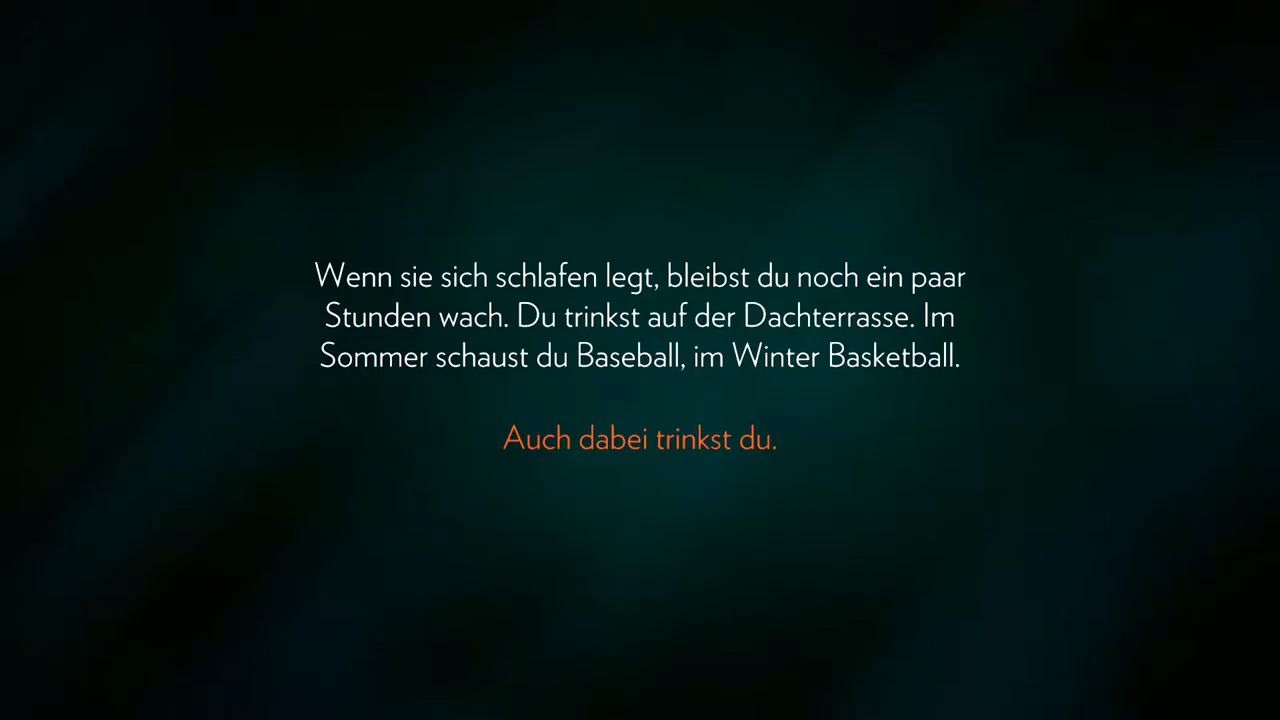 Wenn sie sich schlafen legt, bleibst du noch ein paar
Stunden wach. Du trinkst auf der Dachterrasse. Im
Sommer schaust du Baseball, im Winter Basketball.
Auch dabei trinkst du.